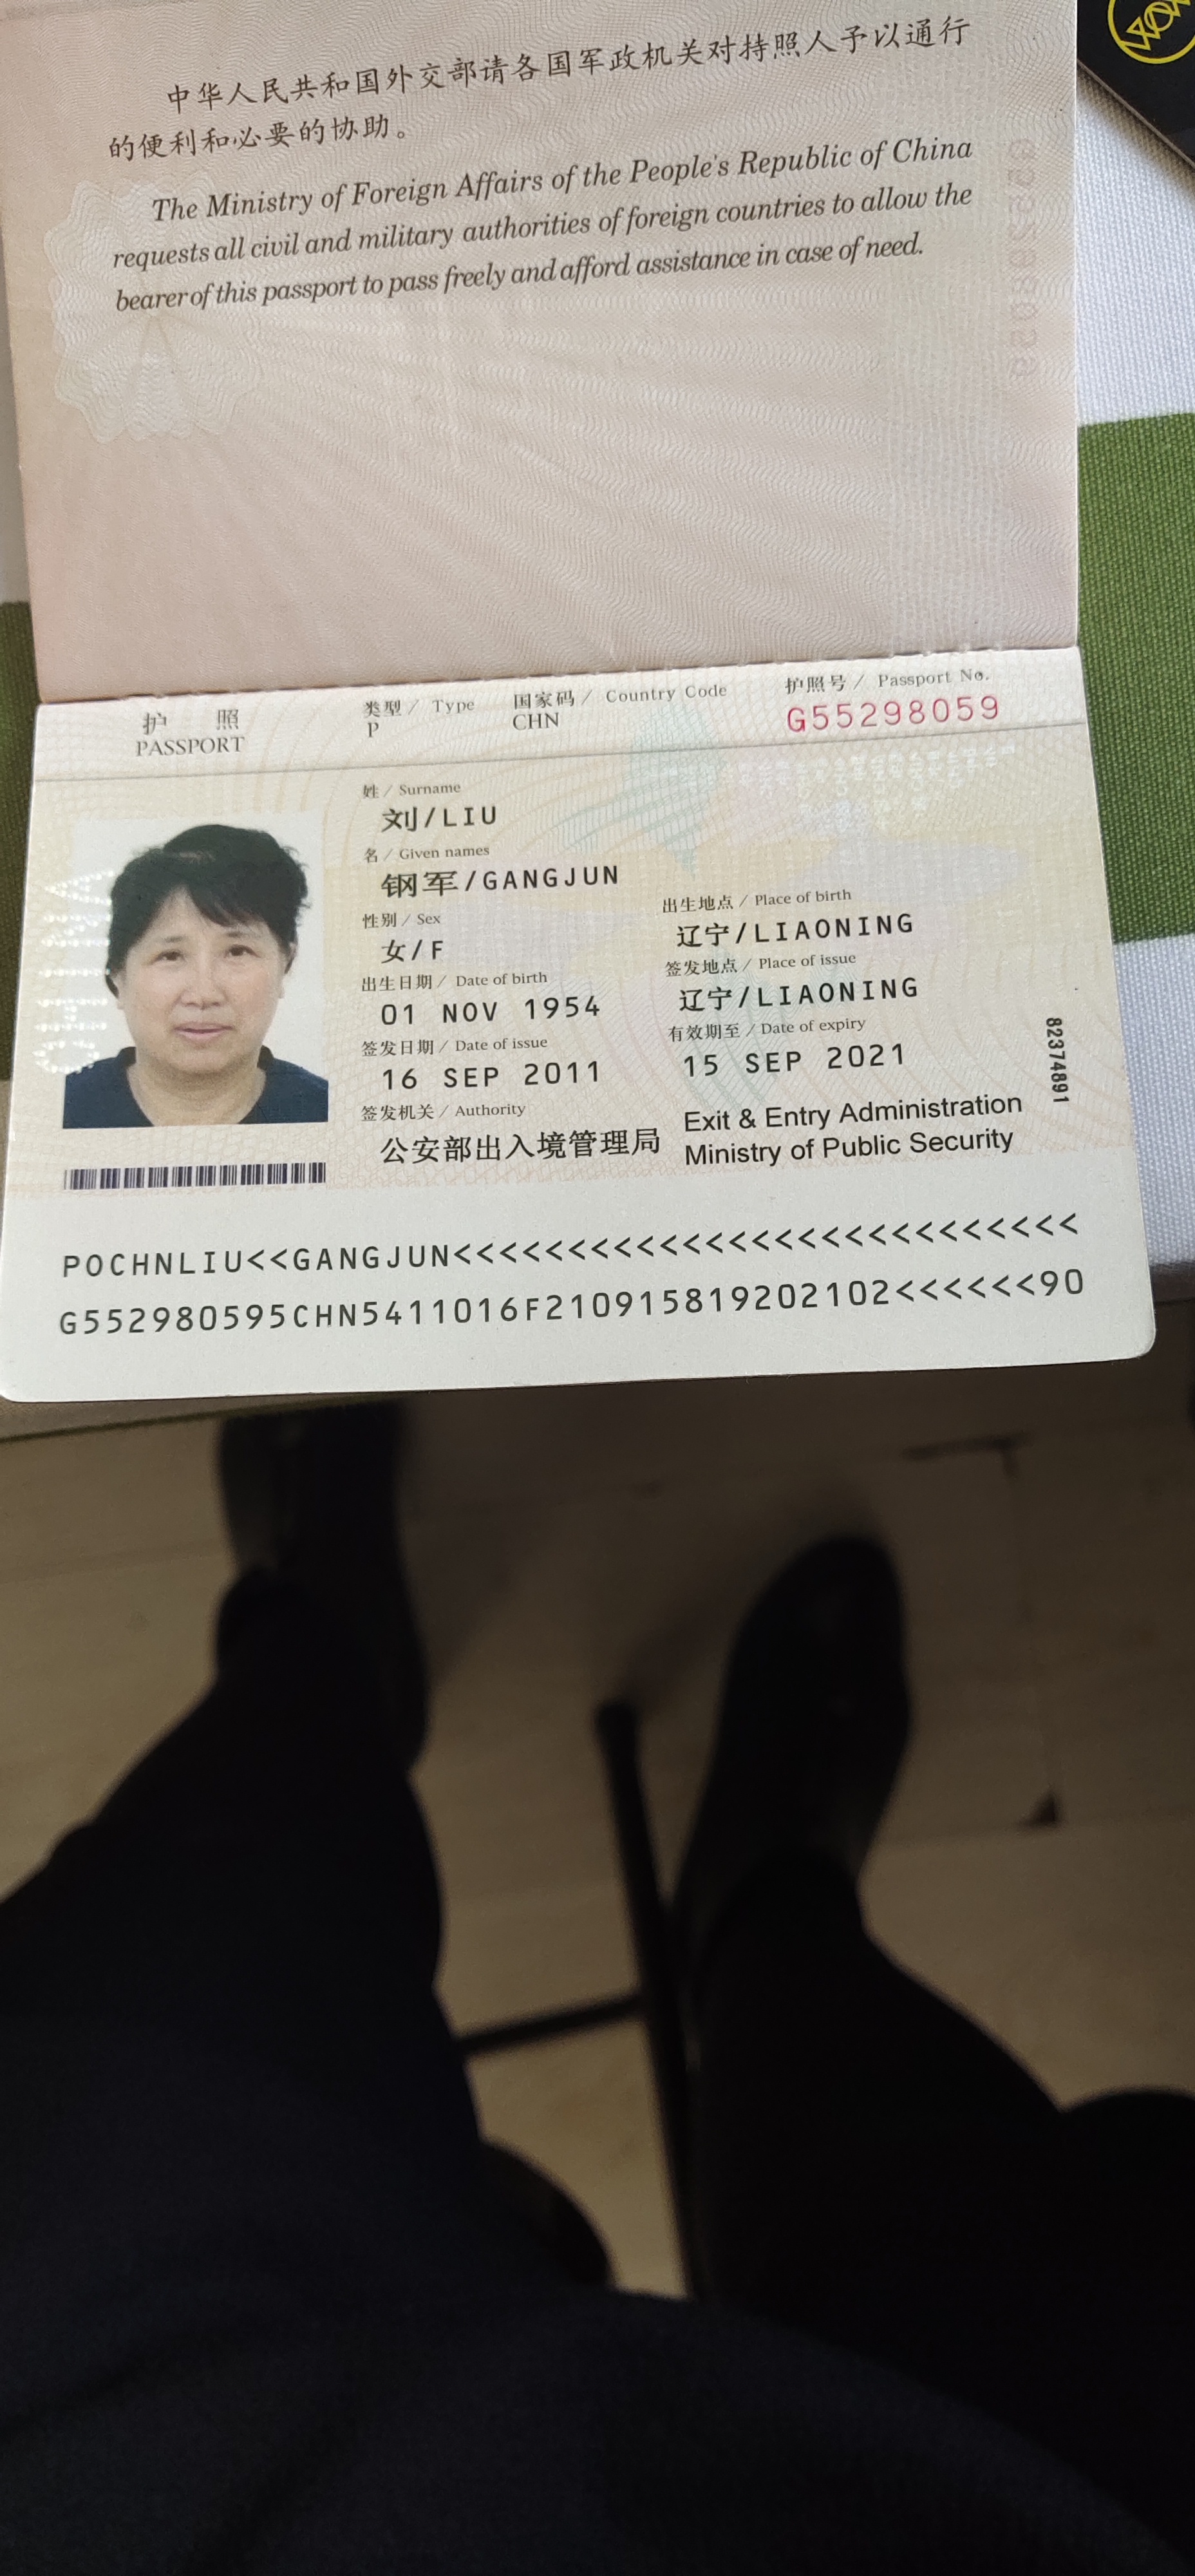 中华人民共和国外交部请各国军政机关对持照人予以通行
的便利和必要的协助。
The Ministry of Foreign Affairs of the People's Republic of China
requests all civil and military authorities of foreign countries to allow the
bearer of this passport to pass freely and afford assistance in case of need.
护 照
PASSPORT
类型 / Type
P
国家码 / Country Code
CHN
护照号 / Passport No.
G55298059
姓 / Surname
刘/LIU
名 / Given names
钢军/GANGJUN
性别 / Sex
女/F
出生地点 / Place of birth
辽宁/LIAONING
出生日期 / Date of birth
01 NOV 1954
签发地点 / Place of issue
辽宁/LIAONING
签发日期 / Date of issue
16 SEP 2011
有效期至 / Date of expiry
15 SEP 2021
签发机关 / Authority
公安部出入境管理局
Exit & Entry Administration
Ministry of Public Security
82374891
CHINA
POCHNLIU<<GANGJUN<<<<<<<<<<<<<<<<<<<<<<<<<<<
G552980595CHN5411016F210915819202102<<<<<<90